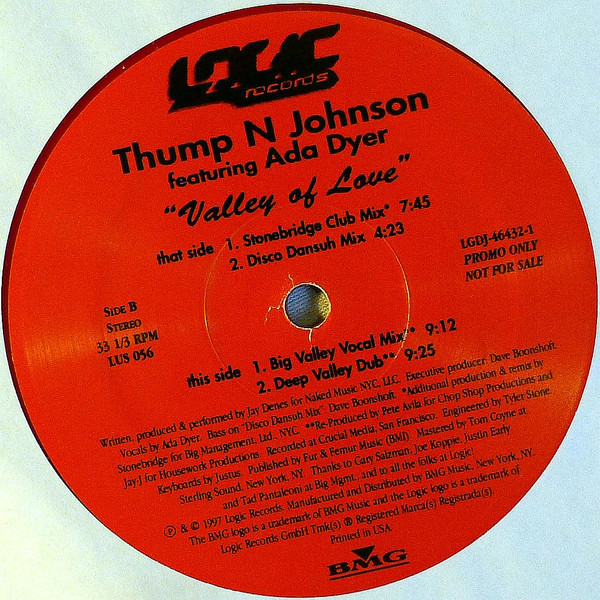 LOGIC
records
Thump N Johnson
featuring Ada Dyer
"Valley of Love"
that side 1. Stonebridge Club Mix* 7:45
2. Disco Dansuh Mix 4:23
LGDJ-46432-1
PROMO ONLY
NOT FOR SALE
SIDE B
STEREO
33 1/3 RPM
LUS 056
this side 1. Big Valley Vocal Mix** 9:12
2. Deep Valley Dub** 9:25
Written, produced & performed by Jay Denes for Naked Music NYC, LLC. Executive producer: Dave Boonshoft.
Vocals by Ada Dyer. Bass on "Disco Dansuh Mix" Dave Boonshoft. *Additional production & remix by
Stonebridge for Big Management, Ltd., NYC. **Re-Produced by Pete Avila for Chop Shop Productions and
Jay-J for Housework Productions. Recorded at Crucial Media, San Francisco. Engineered by Tyler Stone.
Keyboards by Justus. Published by Fur & Femur Music (BMI) Mastered by Tom Coyne at
Sterling Sound, New York, NY. Thanks to Cary Salzman, Joe Kopple, Justin Early
and Tad Pantaleoni at Big Mgmt., and to all the folks at Logic!
℗ & © 1997 Logic Records. Manufactured and Distributed by BMG Music, New York, NY.
The BMG logo is a trademark of BMG Music and the Logic logo is a trademark of
Logic Records GmbH Tmk(s) ® Registered Marca(s) Registrada(s).
Printed in USA
BMG